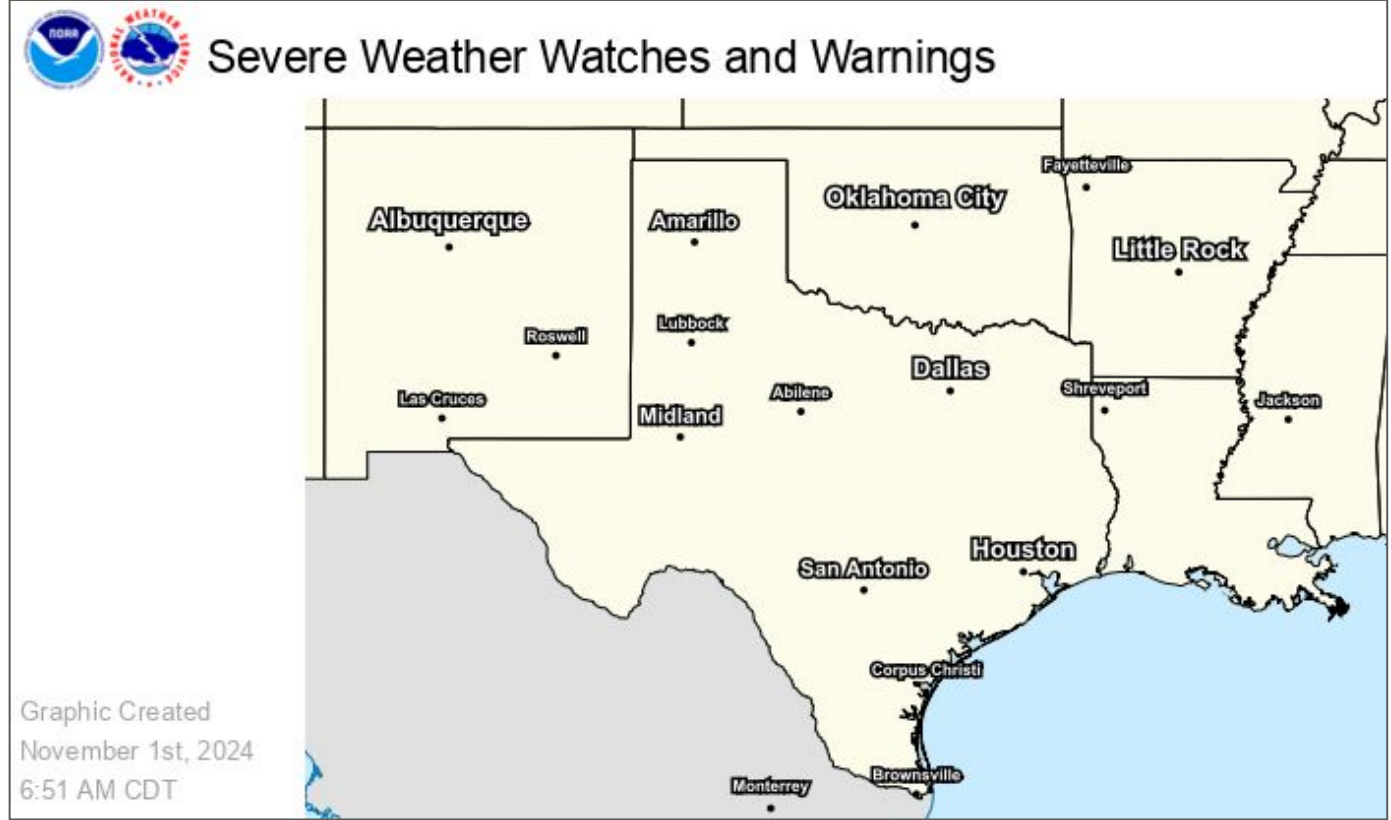 NOAA
NATIONAL WEATHER SERVICE
Severe Weather Watches and Warnings
Fayetteville
Oklahoma City
Albuquerque
Amarillo
Little Rock
Lubbock
Roswell
Dallas
Shreveport
Abilene
Las Cruces
Jackson
Midland
Houston
San Antonio
Corpus Christi
Graphic Created
November 1st, 2024
6:51 AM CDT
Brownsville
Monterrey